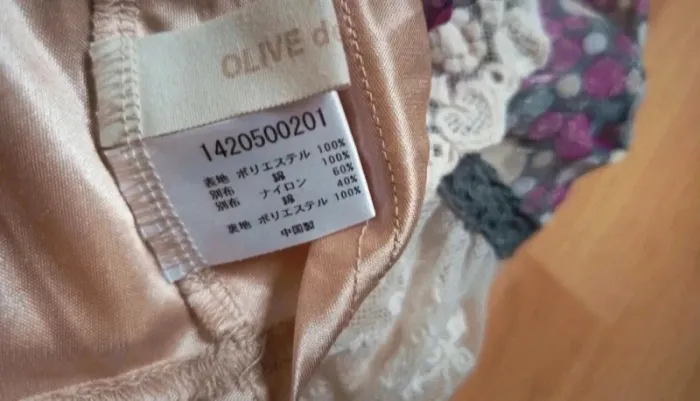 OLIVE
1420500201
表地 ポリエステル 100%
別布 綿 100%
別布 ナイロン 60%
綿 40%
裏地 ポリエステル 100%
中国製